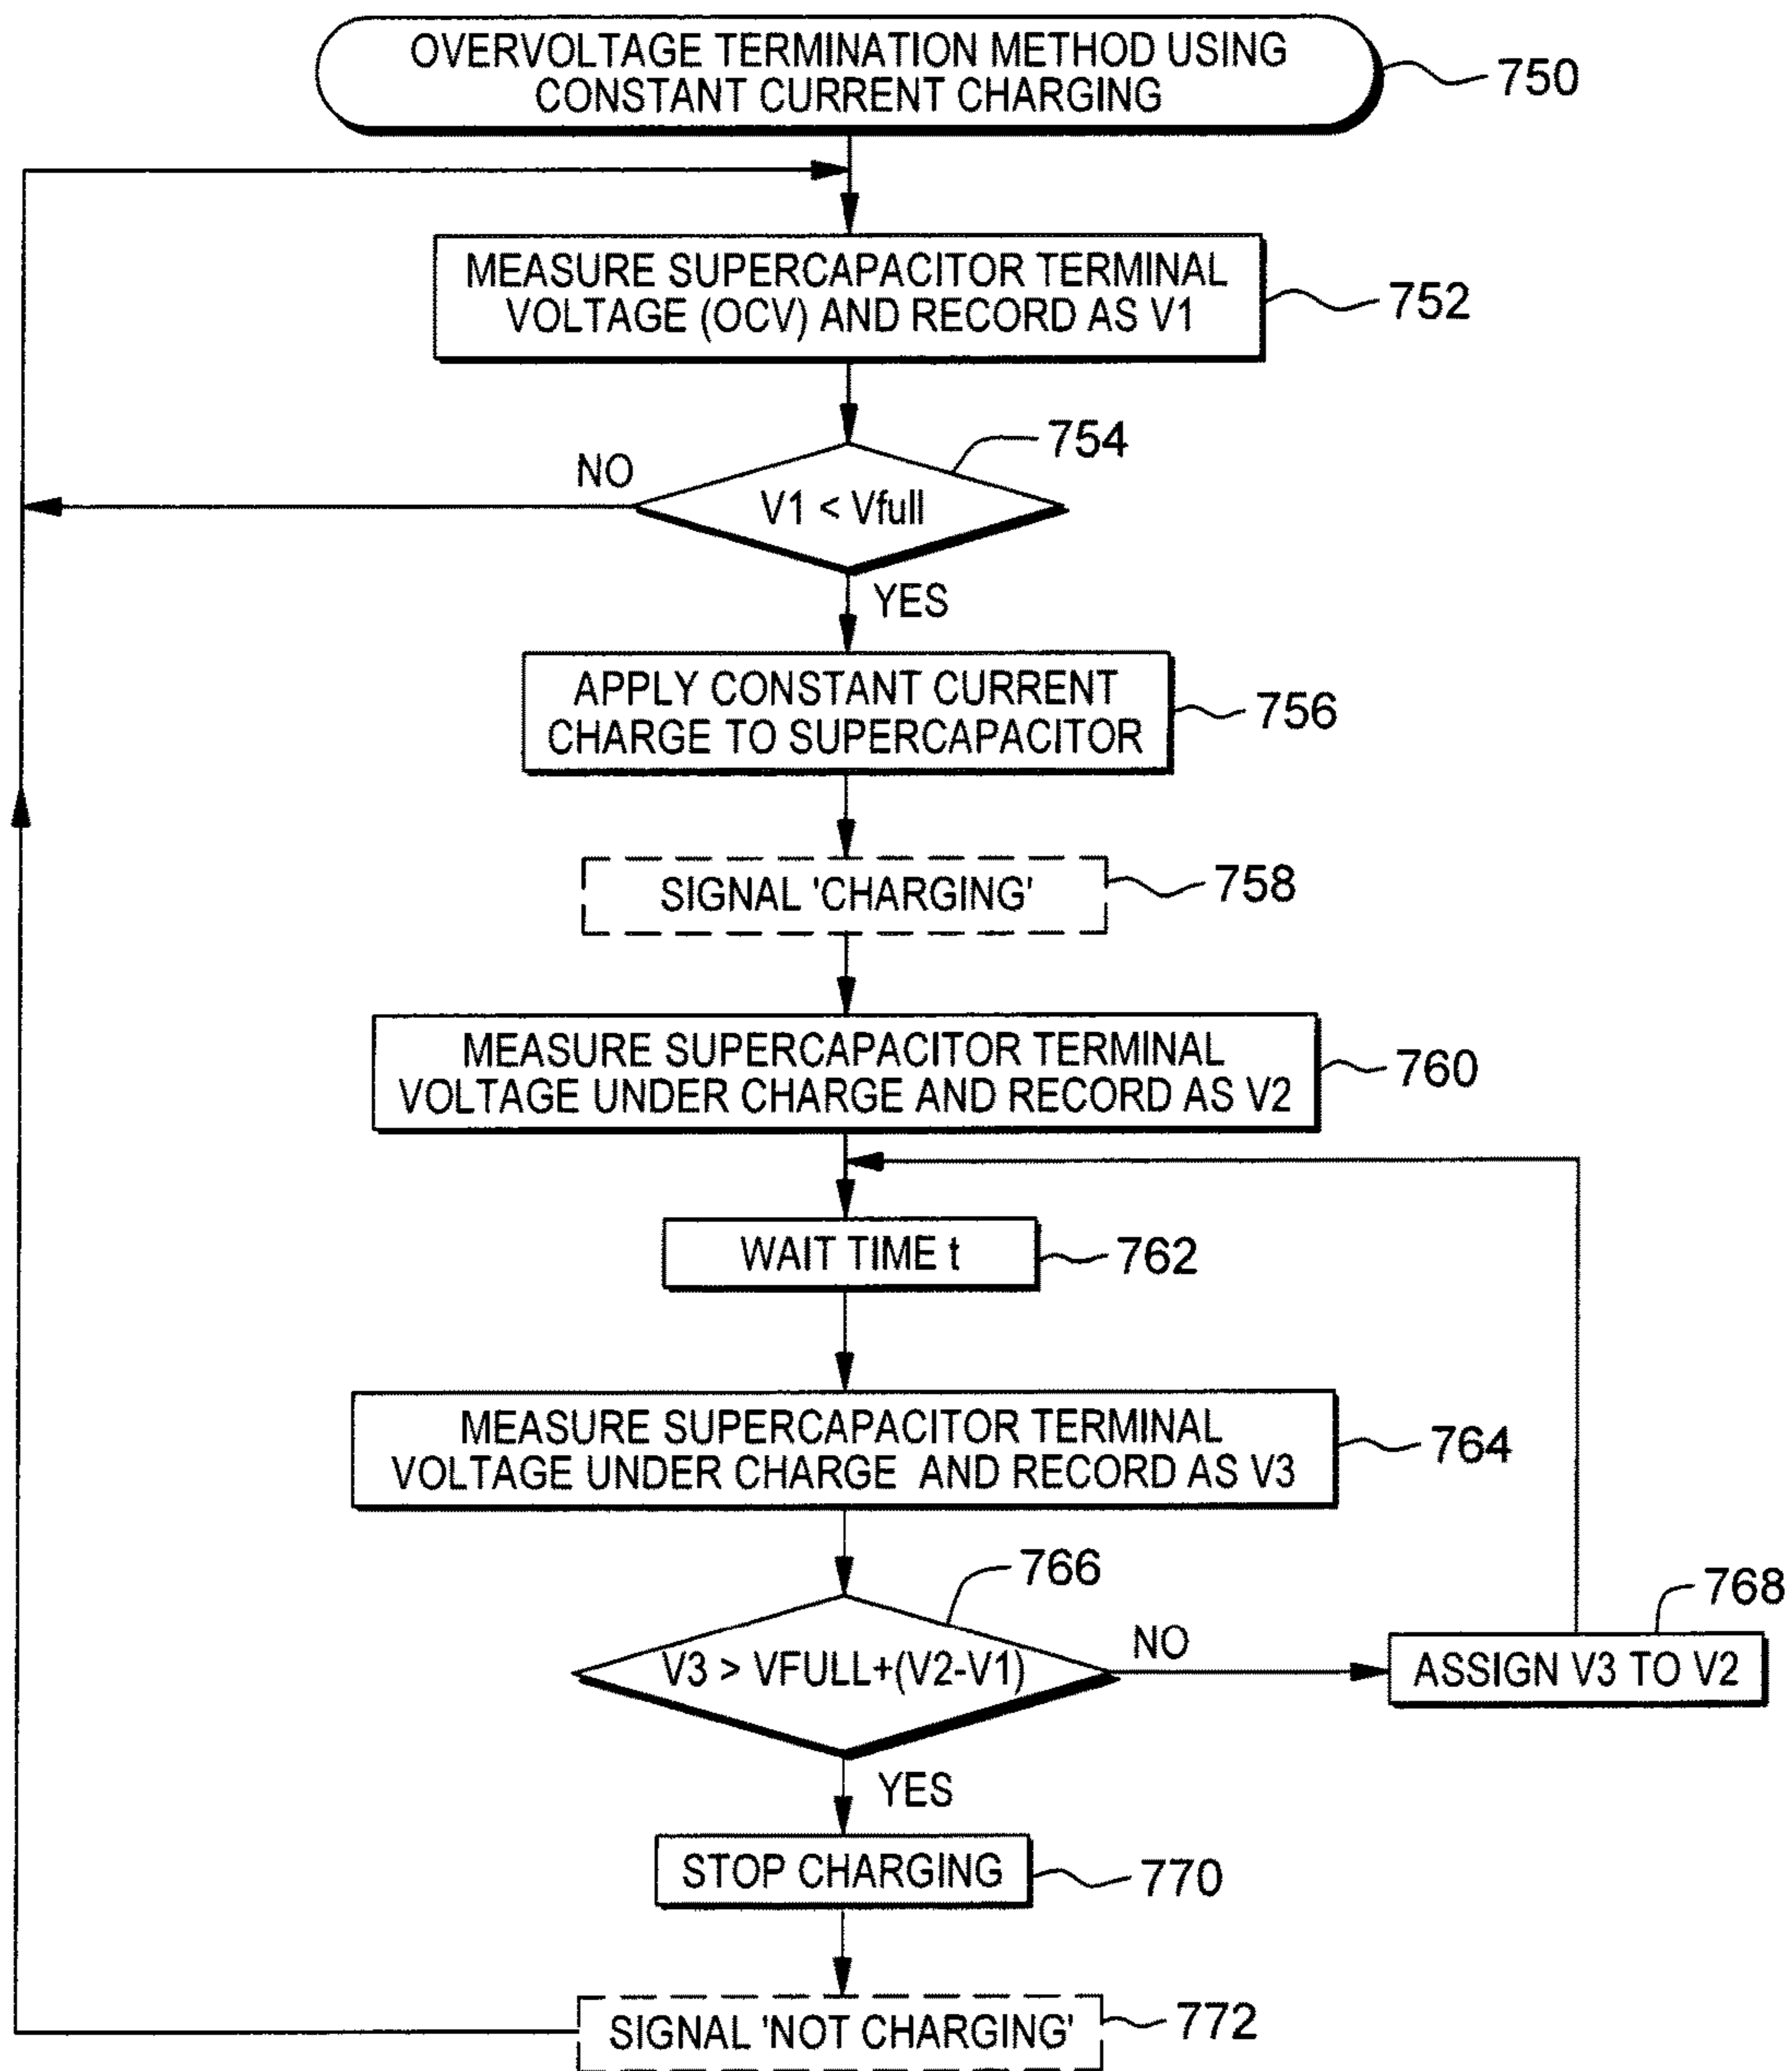 OVERVOLTAGE TERMINATION METHOD USING
CONSTANT CURRENT CHARGING
750
MEASURE SUPERCAPACITOR TERMINAL
VOLTAGE (OCV) AND RECORD AS V1
752
754
NO
V1 < Vfull
YES
APPLY CONSTANT CURRENT
CHARGE TO SUPERCAPACITOR
756
SIGNAL 'CHARGING'
758
MEASURE SUPERCAPACITOR TERMINAL
VOLTAGE UNDER CHARGE AND RECORD AS V2
760
WAIT TIME t
762
MEASURE SUPERCAPACITOR TERMINAL
VOLTAGE UNDER CHARGE AND RECORD AS V3
764
766
V3 > VFULL+(V2-V1)
NO
768
ASSIGN V3 TO V2
YES
STOP CHARGING
770
SIGNAL 'NOT CHARGING'
772